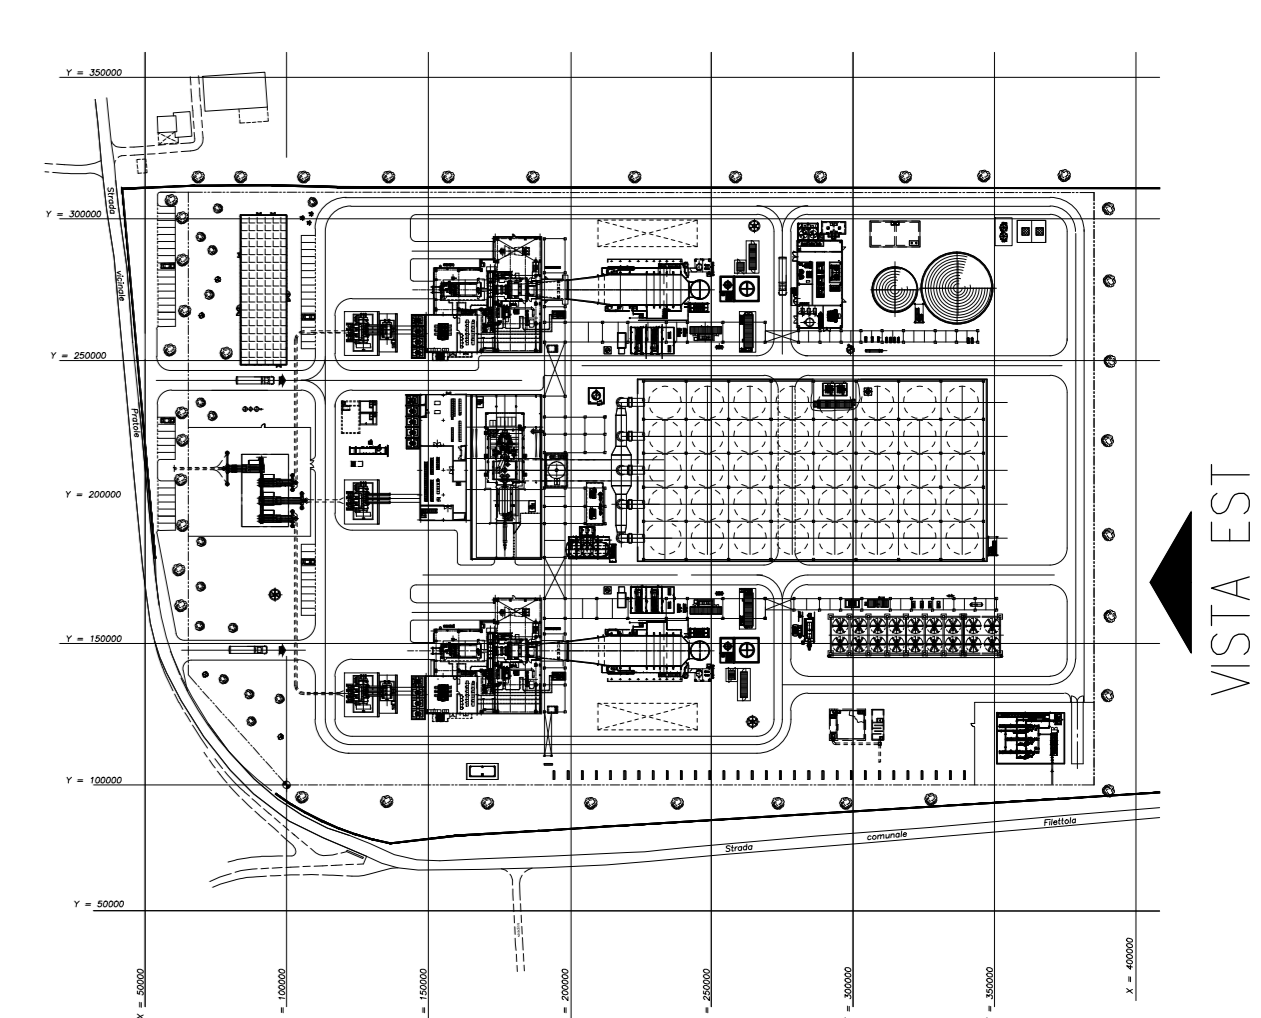 Y = 350000
Strada
Y = 300000
vicinale
Y = 250000
Pratole
Y = 200000
VISTA EST
Y = 150000
Y = 100000
Strada
comunale
Filettola
Y = 50000
X = 50000
100000
= 150000
= 200000
= 250000
= 300000
= 350000
X = 400000